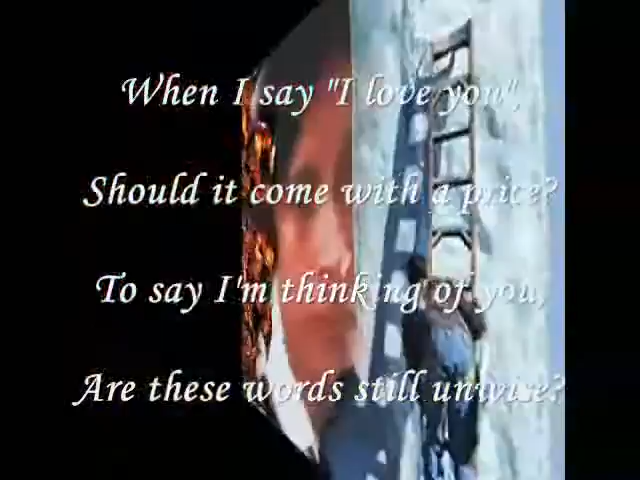 When I say "I love you",
Should it come with a price?
To say I'm thinking of you,
Are these words still unwise?